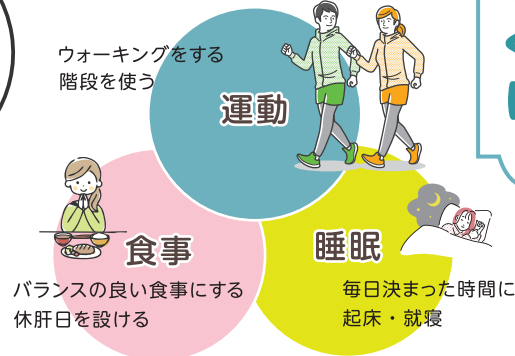 ウォーキングをする
階段を使う
運動
食事
バランスの良い食事にする
休肝日を設ける
睡眠
毎日決まった時間に
起床・就寝